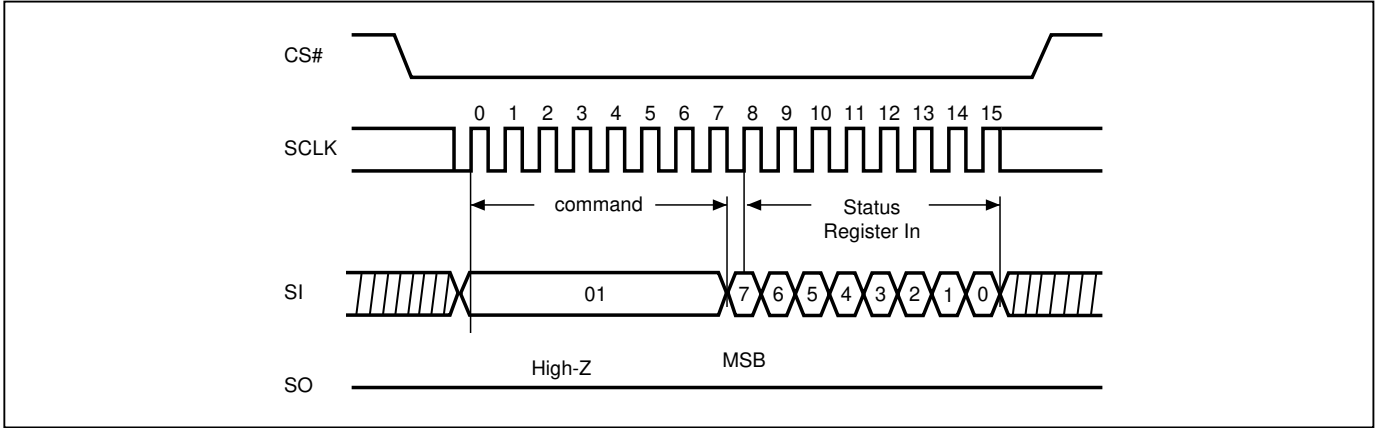 CS#
0 1 2 3 4 5 6 7 8 9 10 11 12 13 14 15
SCLK
command
Status
Register In
SI
01
7 6 5 4 3 2 1 0
High-Z
MSB
SO